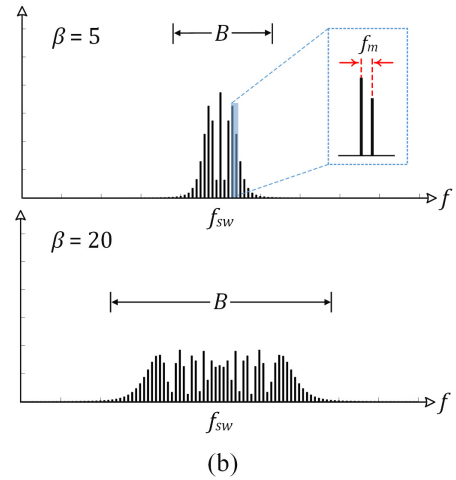 β = 5
B
f_m
f
f_sw
β = 20
B
f
f_sw
(b)